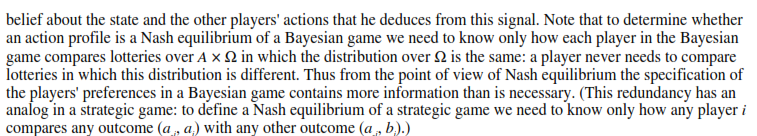 belief about the state and the other players' actions that he deduces from this signal. Note that to determine whether
an action profile is a Nash equilibrium of a Bayesian game we need to know only how each player in the Bayesian
game compares lotteries over A × Ω in which the distribution over Ω is the same: a player never needs to compare
lotteries in which this distribution is different. Thus from the point of view of Nash equilibrium the specification of
the players' preferences in a Bayesian game contains more information than is necessary. (This redundancy has an
analog in a strategic game: to define a Nash equilibrium of a strategic game we need to know only how any player i
compares any outcome (a_-i, a_i) with any other outcome (a_-i, b_i).)